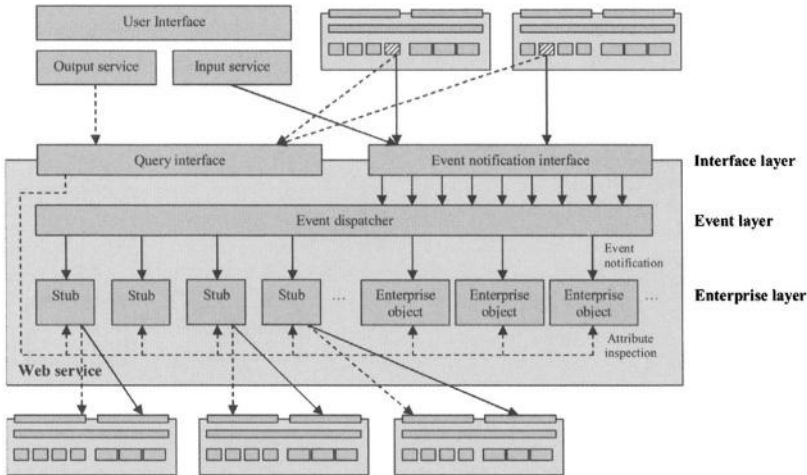 User Interface
Output service
Input service
Query interface
Event notification interface
Interface layer
Event dispatcher
Event layer
Event
notification
Stub
Stub
Stub
Stub
...
Enterprise
object
Enterprise
object
Enterprise
object
...
Enterprise layer
Attribute
inspection
Web service